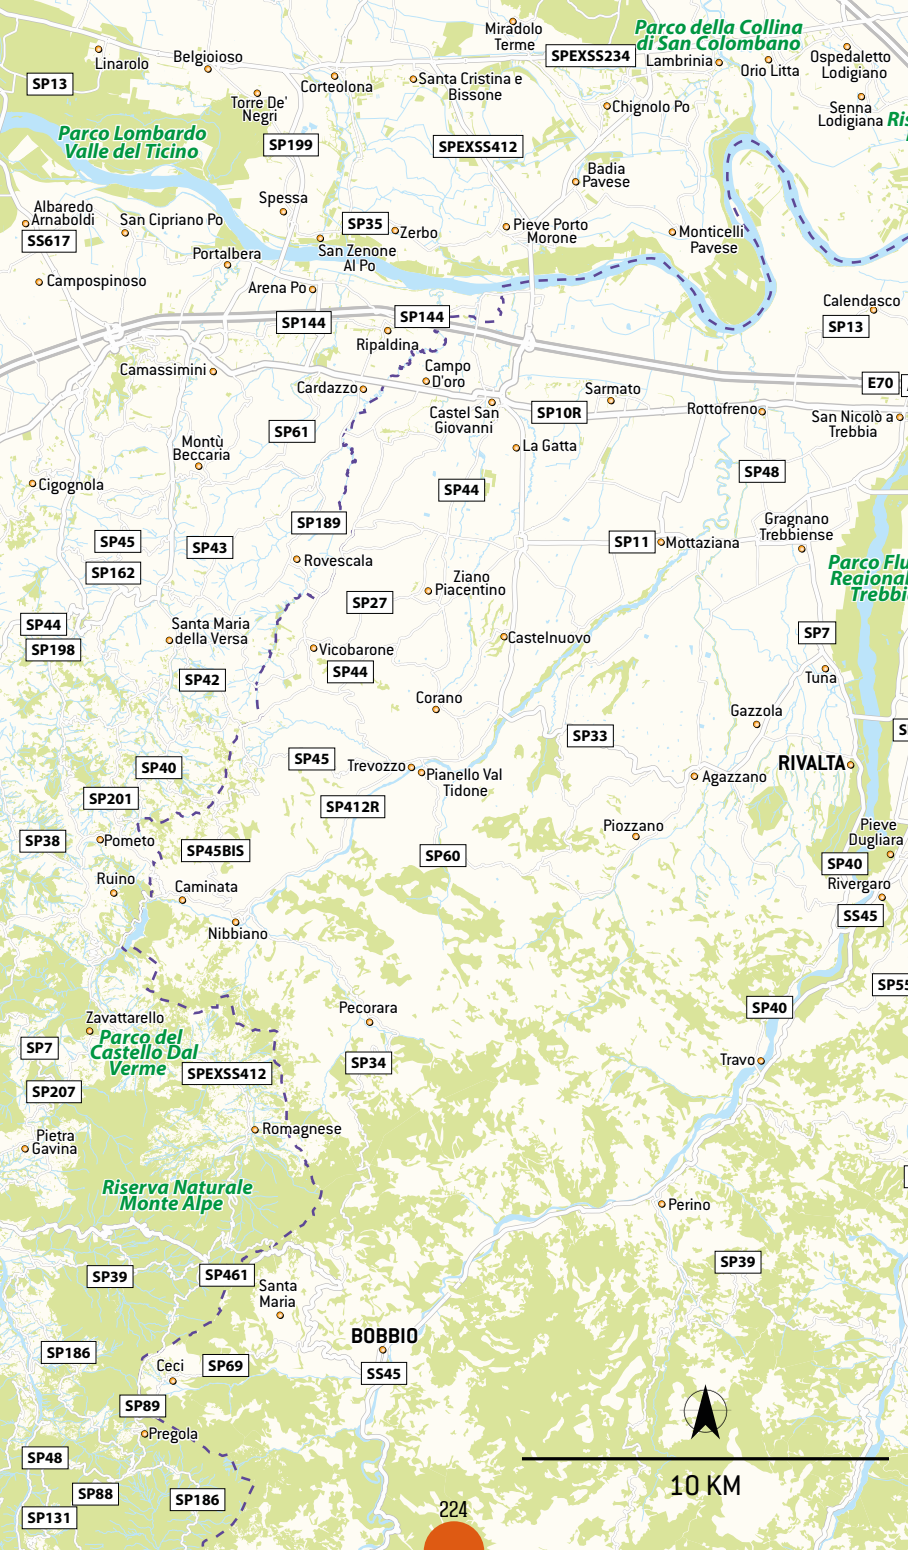 Miradolo
Terme
Parco della Collina
di San Colombano
Linarolo
Belgioioso
SPEXSS234
Lambrinia
Orio Litta
Ospedaletto
Lodigiano
SP13
Corteolona
Santa Cristina e
Bissone
Torre De'
Negri
Chignolo Po
Senna
Lodigiana
Ris
Parco Lombardo
Valle del Ticino
SP199
SPEXSS412
Badia
Pavese
Spessa
Albaredo
Arnaboldi
San Cipriano Po
SP35
Zerbo
Pieve Porto
Morone
Monticelli
Pavese
SS617
Portalbera
San Zenone
Al Po
Campospinoso
Arena Po
Calendasco
SP144
SP144
SP13
Ripaldina
Camassimini
Campo
D'oro
Cardazzo
E70
Sarmato
Castel San
Giovanni
SP10R
Rottofreno
San Nicolò a
Trebbia
SP61
Montù
Beccaria
La Gatta
SP48
Cigognola
SP44
SP189
Gragnano
Trebbiense
SP45
SP43
SP11
Mottaziana
Rovescala
SP162
Parco Flu
Regional
Trebbi
Ziano
Piacentino
SP27
SP44
Santa Maria
della Versa
SP198
Castelnuovo
SP7
Vicobarone
SP44
SP42
Tuna
Corano
Gazzola
SP33
S
SP40
SP45
Trevozzo
Pianello Val
Tidone
Agazzano
RIVALTA
SP201
SP412R
SP38
Pometo
SP45BIS
Piozzano
Pieve
Dugliara
SP60
SP40
Ruino
Caminata
Rivergaro
SS45
Nibbiano
SP55
Zavattarello
Pecorara
SP40
Parco del
Castello Dal
Verme
SP7
SP34
Travo
SPEXSS412
SP207
Pietra
Gavina
Romagnese
Riserva Naturale
Monte Alpe
Perino
SP39
SP461
SP39
Santa
Maria
BOBBIO
SP186
Ceci
SP69
SS45
SP89
Pregola
SP48
SP88
SP186
SP131
10 KM
224